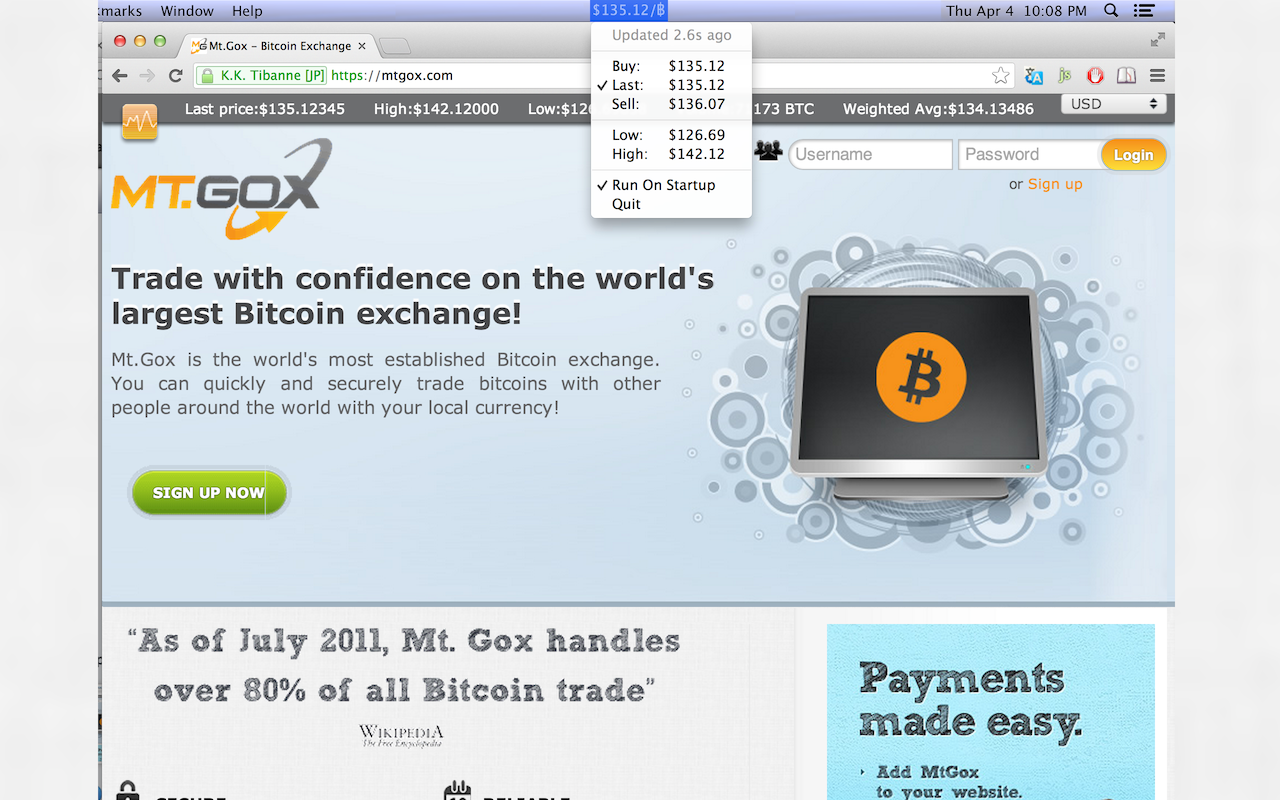 marks Window Help $135.12/฿ Thu Apr 4 10:08 PM
Updated 2.6s ago
Buy: $135.12
✓ Last: $135.12
Sell: $136.07
Low: $126.69
High: $142.12
✓ Run On Startup
Quit
Mt.Gox – Bitcoin Exchange ×
K.K. Tibanne [JP] https://mtgox.com
js
Last price:$135.12345 High:$142.12000 Low:$12 173 BTC Weighted Avg:$134.13486 USD
MT.GOX
Username Password Login
or Sign up
Trade with confidence on the world's
largest Bitcoin exchange!
Mt.Gox is the world's most established Bitcoin exchange.
You can quickly and securely trade bitcoins with other
people around the world with your local currency!
SIGN UP NOW
“As of July 2011, Mt. Gox handles
over 80% of all Bitcoin trade”
WIKIPEDIA
The Free Encyclopedia
Payments
made easy.
Add MtGox
to your website.
SECURE RELIABLE